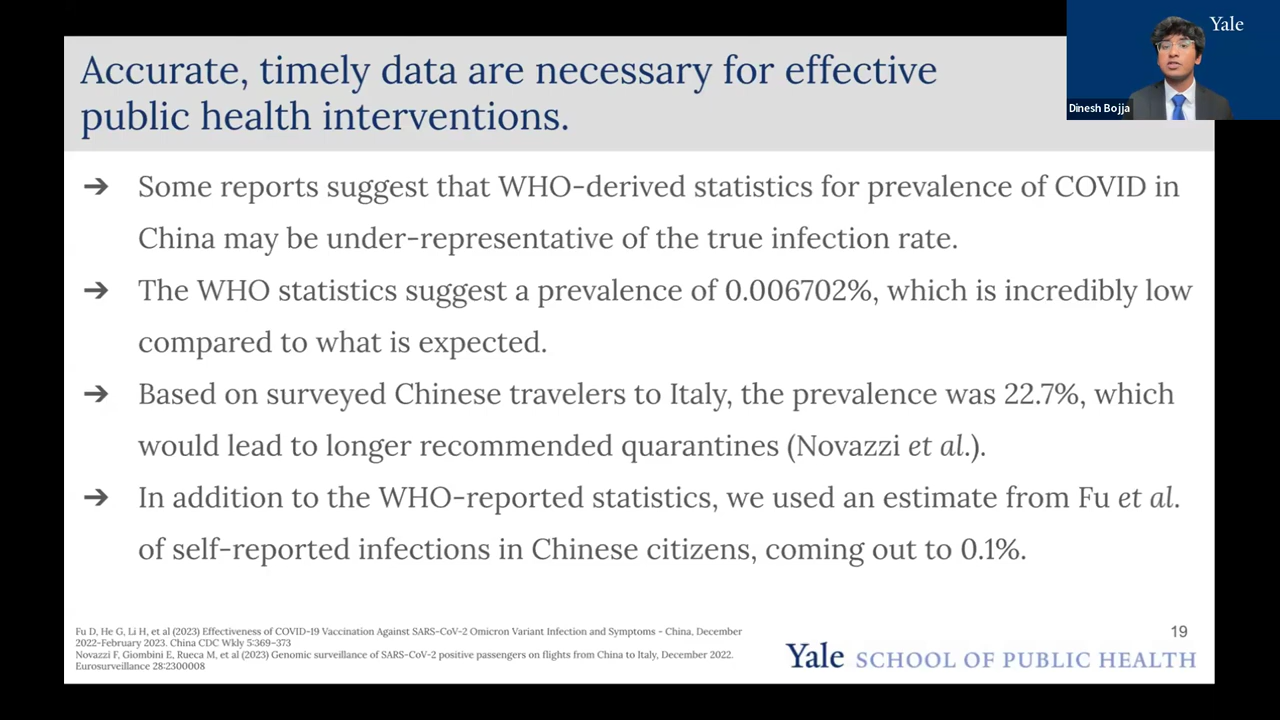 Accurate, timely data are necessary for effective
public health interventions.
Yale
Dinesh Bojja
➔ Some reports suggest that WHO-derived statistics for prevalence of COVID in
China may be under-representative of the true infection rate.
➔ The WHO statistics suggest a prevalence of 0.006702%, which is incredibly low
compared to what is expected.
➔ Based on surveyed Chinese travelers to Italy, the prevalence was 22.7%, which
would lead to longer recommended quarantines (Novazzi et al.).
➔ In addition to the WHO-reported statistics, we used an estimate from Fu et al.
of self-reported infections in Chinese citizens, coming out to 0.1%.
Fu D, He G, Li H, et al (2023) Effectiveness of COVID-19 Vaccination Against SARS-CoV-2 Omicron Variant Infection and Symptoms - China, December
2022-February 2023. China CDC Wkly 5:369–373
Novazzi F, Giombini E, Rueca M, et al (2023) Genomic surveillance of SARS-CoV-2 positive passengers on flights from China to Italy, December 2022.
Eurosurveillance 28:2300008
19
Yale SCHOOL OF PUBLIC HEALTH